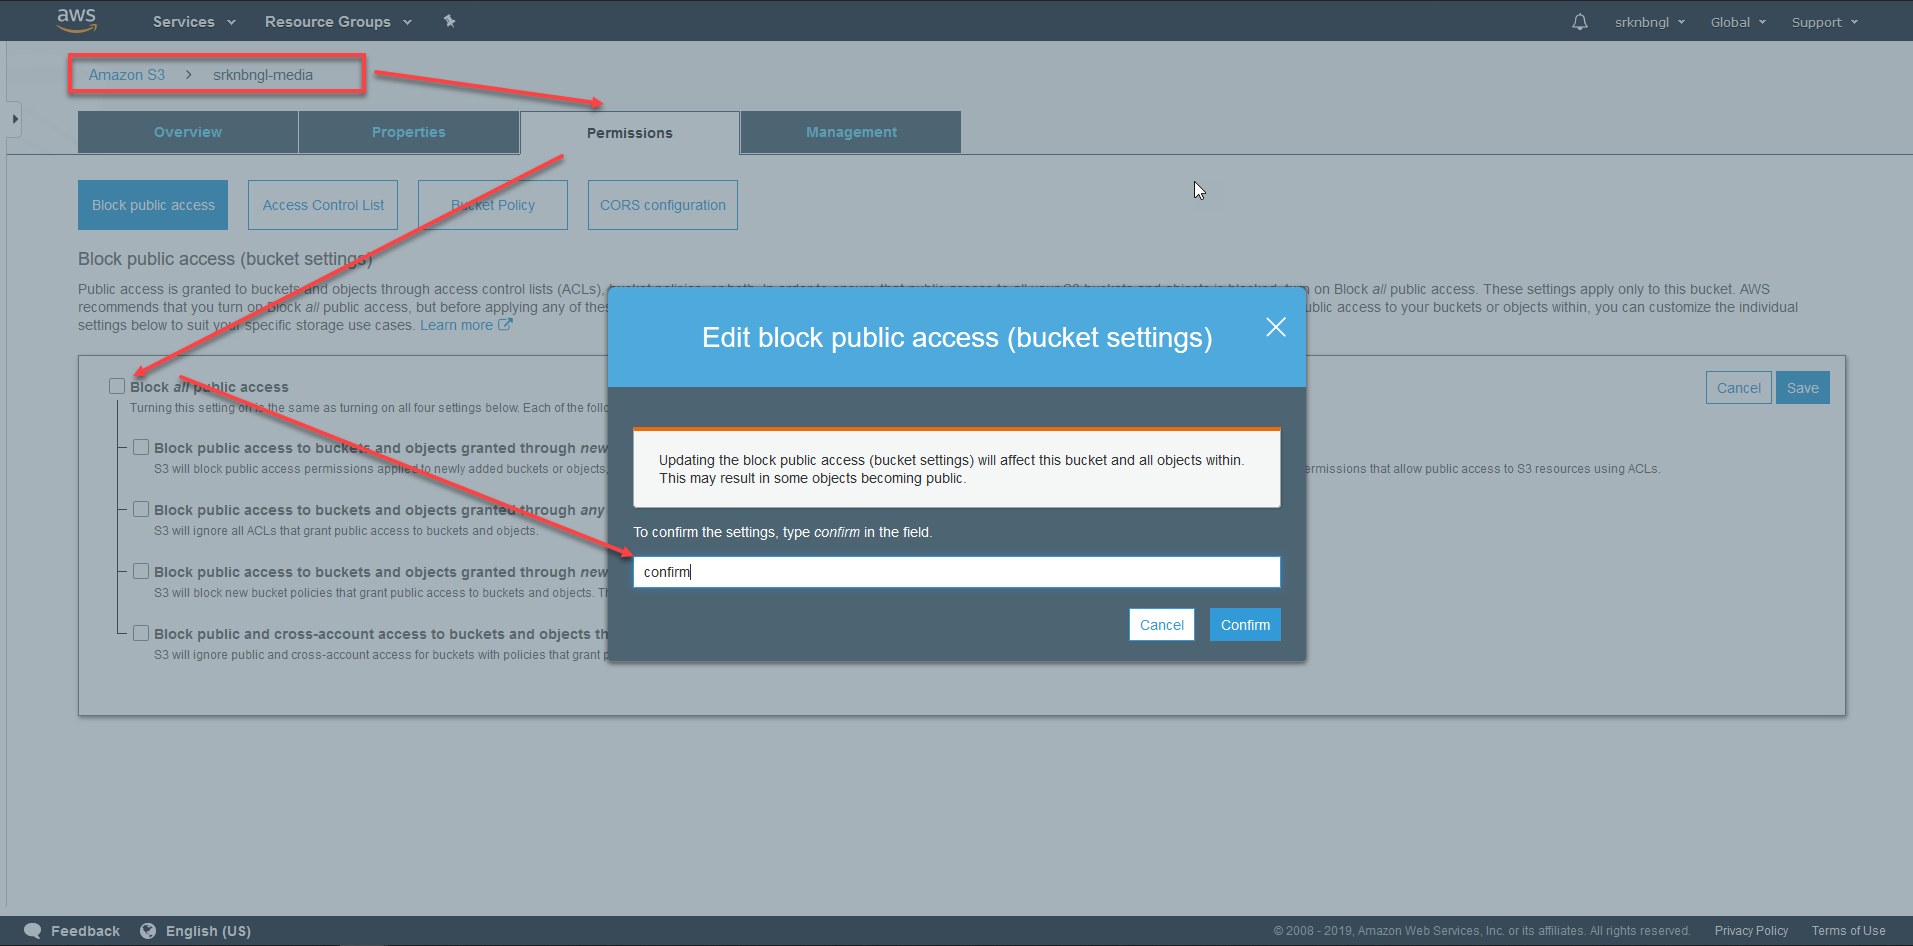 aws Services Resource Groups srknbngl Global Support
Amazon S3 > srknbngl-media
Overview Properties Permissions Management
Block public access Access Control List Bucket Policy CORS configuration
Block public access (bucket settings)
Public access is granted to buckets and objects through access control lists (ACLs), on Block all public access. These settings apply only to this bucket. AWS
recommends that you turn on Block all public access, but before applying any of thes public access to your buckets or objects within, you can customize the individual
settings below to suit your specific storage use cases. Learn more
Edit block public access (bucket settings)
Block all public access
Cancel Save
Turning this setting on is the same as turning on all four settings below. Each of the follo
Block public access to buckets and objects granted through new
S3 will block public access permissions applied to newly added buckets or objects, ermissions that allow public access to S3 resources using ACLs.
Block public access to buckets and objects granted through any
S3 will ignore all ACLs that grant public access to buckets and objects.
Block public access to buckets and objects granted through new
S3 will block new bucket policies that grant public access to buckets and objects. Th
Block public and cross-account access to buckets and objects th
S3 will ignore public and cross-account access for buckets with policies that grant p
Updating the block public access (bucket settings) will affect this bucket and all objects within.
This may result in some objects becoming public.
To confirm the settings, type confirm in the field.
confirm
Cancel Confirm
Feedback English (US) © 2008 - 2019, Amazon Web Services, Inc. or its affiliates. All rights reserved. Privacy Policy Terms of Use